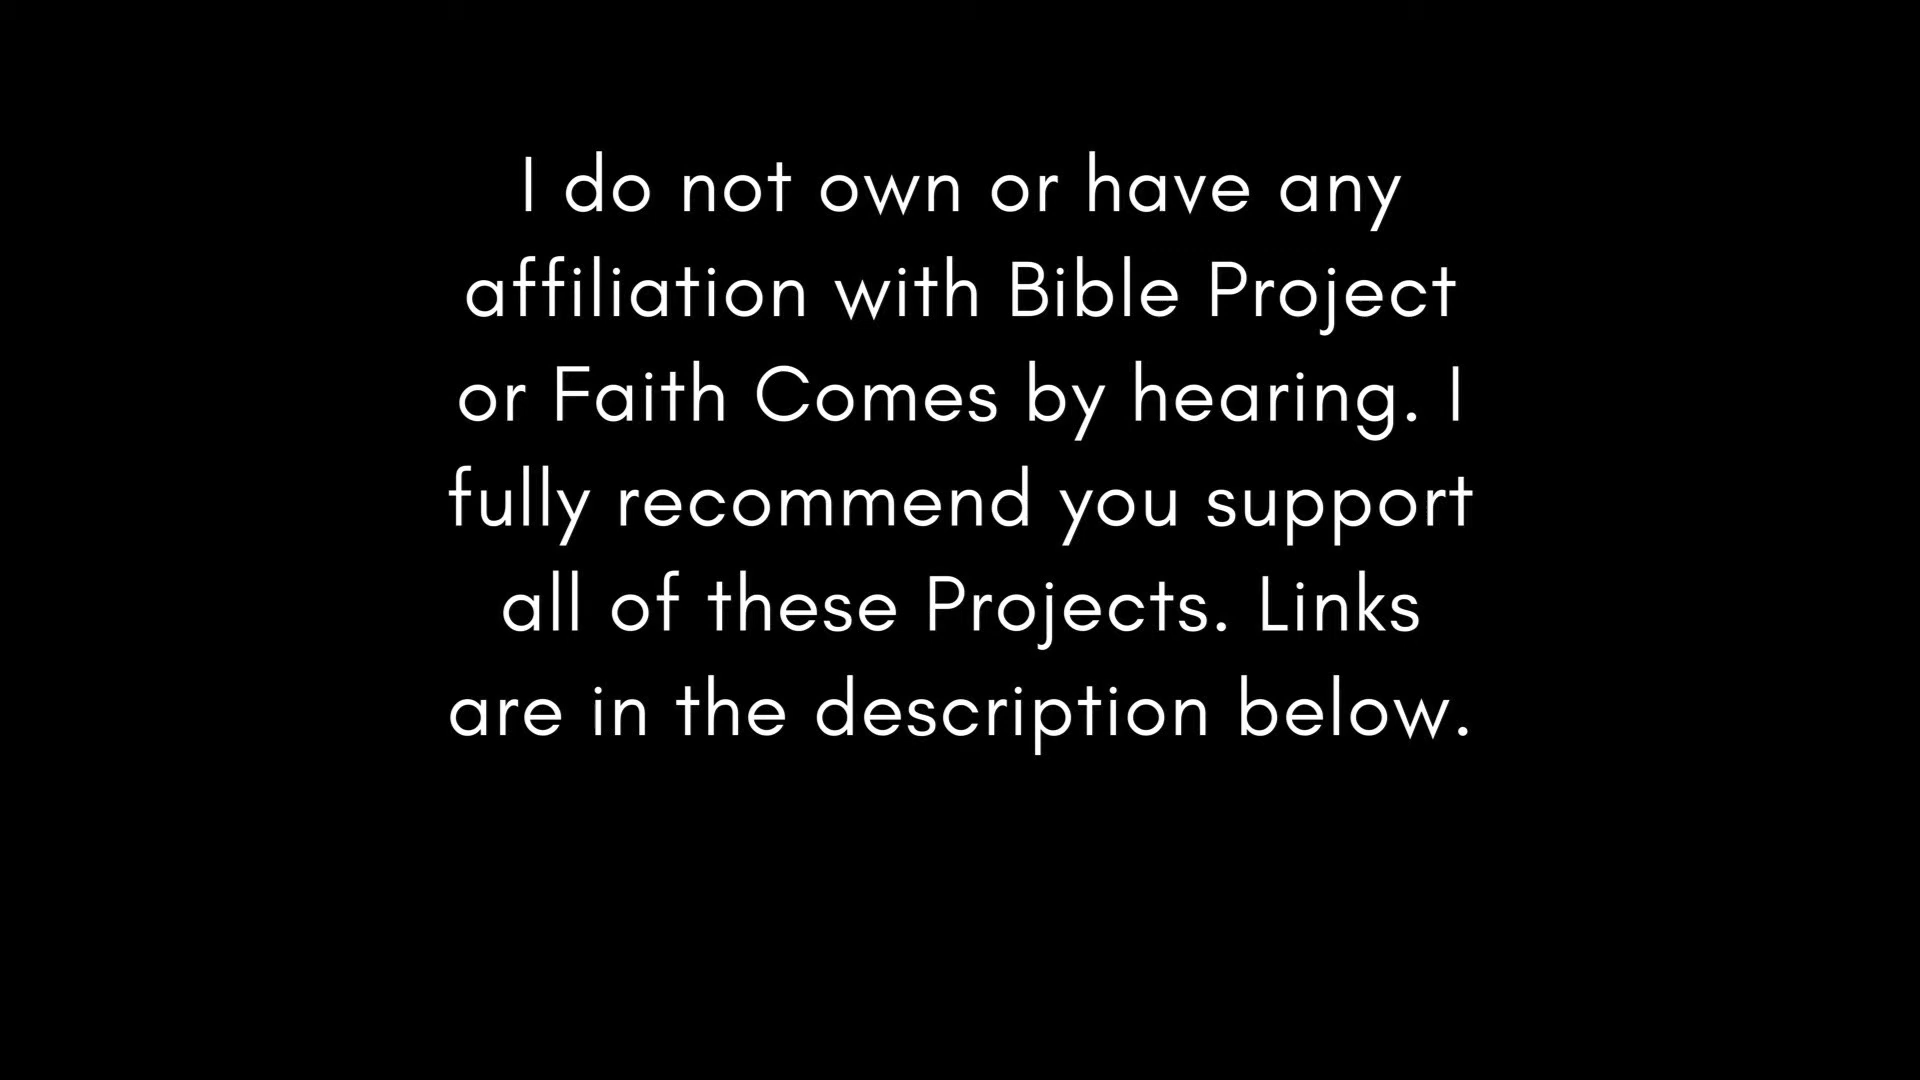 I do not own or have any
affiliation with Bible Project
or Faith Comes by hearing. I
fully recommend you support
all of these Projects. Links
are in the description below.